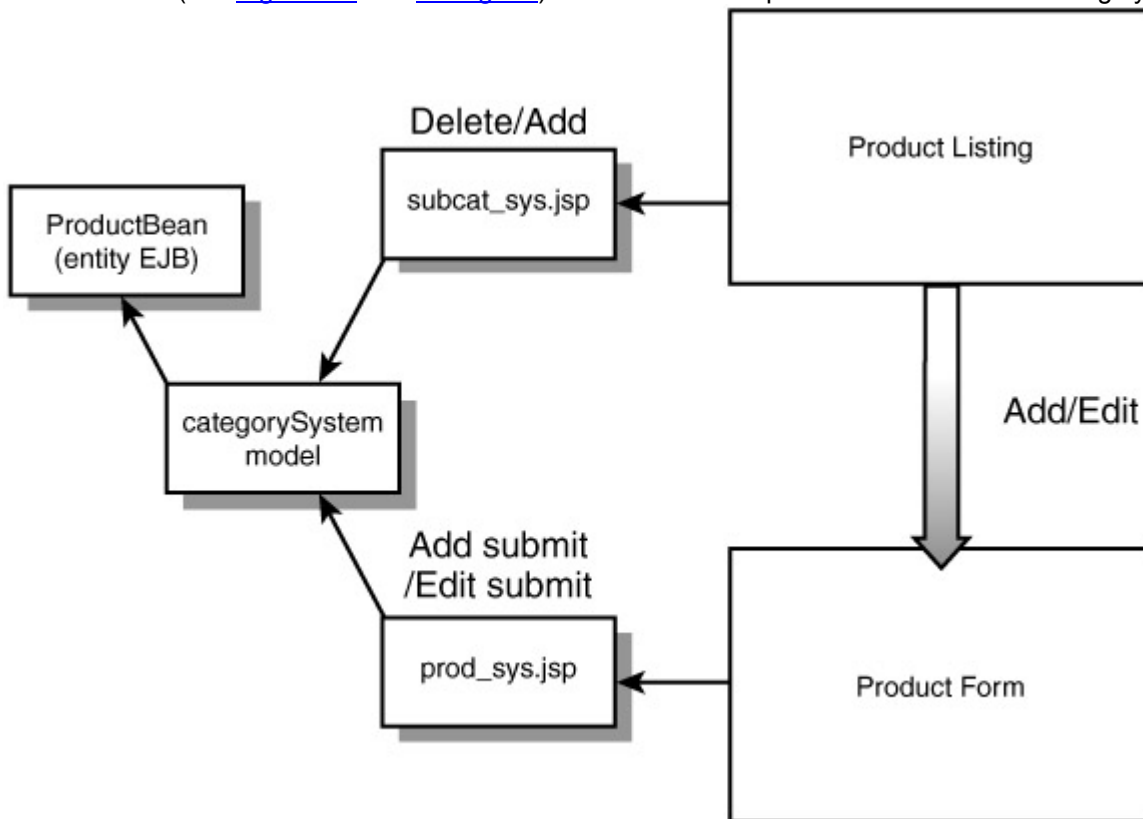 Product Listing
Delete/Add
subcat_sys.jsp
ProductBean
(entity EJB)
categorySystem
model
Add/Edit
Add submit
/Edit submit
prod_sys.jsp
Product Form